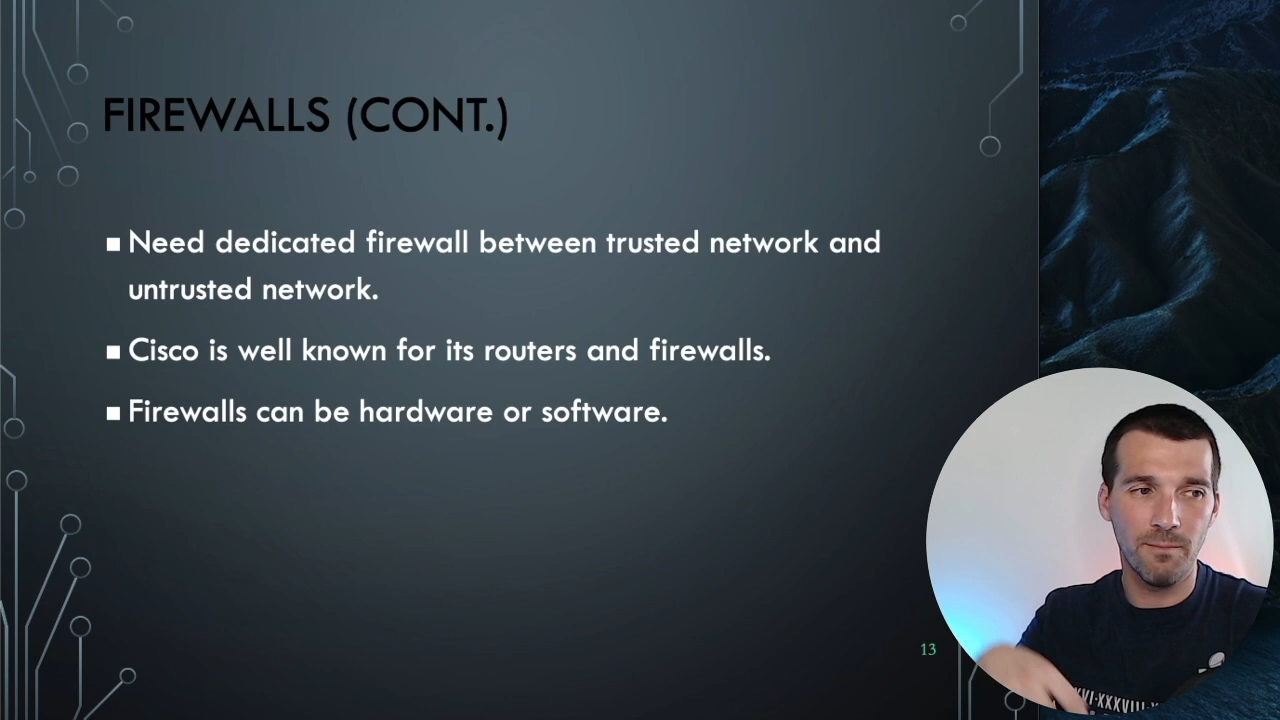 FIREWALLS (CONT.)
■ Need dedicated firewall between trusted network and
untrusted network.
■ Cisco is well known for its routers and firewalls.
■ Firewalls can be hardware or software.
13